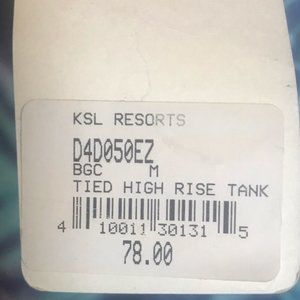 KSL RESORTS
D4D050EZ
BGC M
TIED HIGH RISE TANK
4 10011 30131 5
78.00